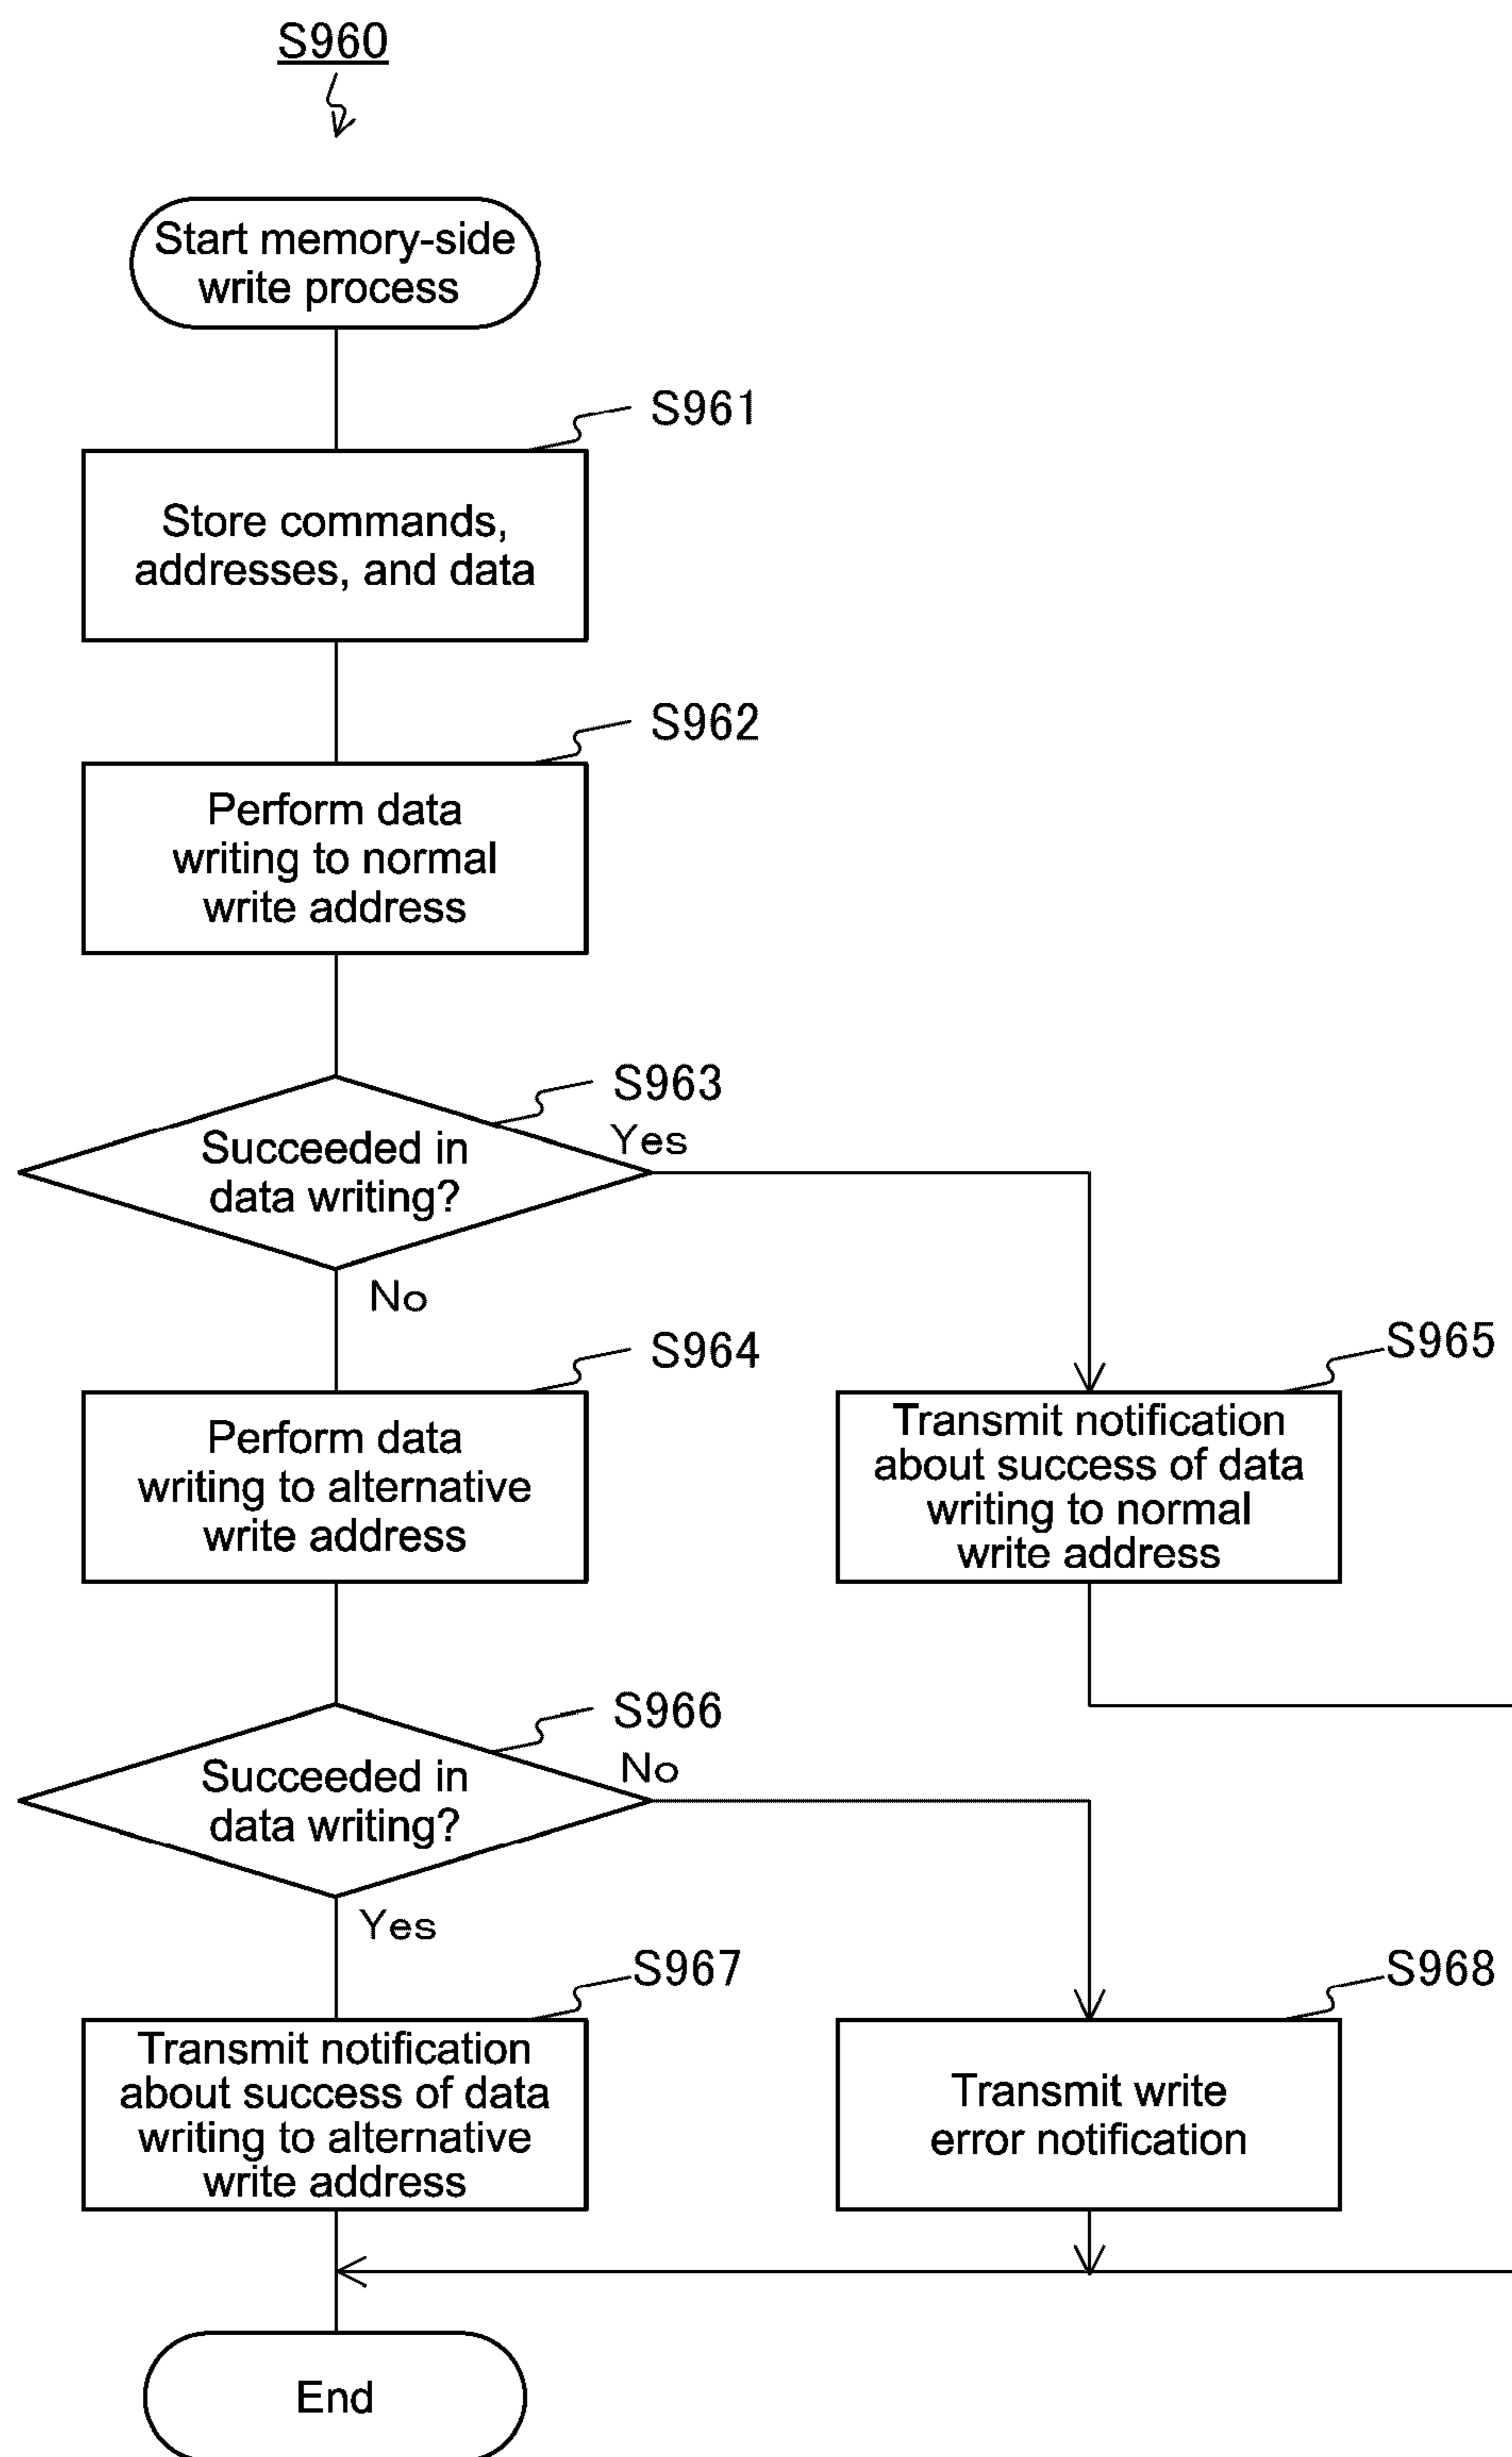 S960
Start memory-side
write process
S961
Store commands,
addresses, and data
S962
Perform data
writing to normal
write address
S963
Succeeded in
data writing?
Yes
No
S964
Perform data
writing to alternative
write address
S965
Transmit notification
about success of data
writing to normal
write address
S966
Succeeded in
data writing?
No
Yes
S967
Transmit notification
about success of data
writing to alternative
write address
S968
Transmit write
error notification
End